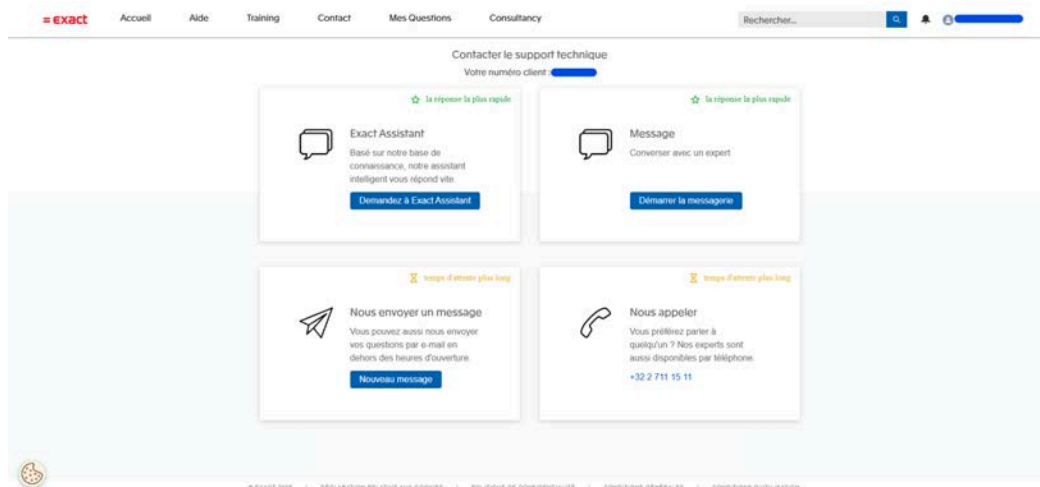 = exact
Accueil Aide Training Contact Mes Questions Consultancy
Rechercher...
Contacter le support technique
Votre numéro client :
la réponse la plus rapide
Exact Assistant
Basé sur notre base de
connaissance, notre assistant
intelligent vous répond vite.
Demandez à Exact Assistant
la réponse la plus rapide
Message
Converser avec un expert
Démarrer la messagerie
temps d'attente plus long
Nous envoyer un message
Vous pouvez aussi nous envoyer
vos questions par e-mail en
dehors des heures d'ouverture.
Nouveau message
temps d'attente plus long
Nous appeler
Vous préférez parler à
quelqu'un ? Nos experts sont
aussi disponibles par téléphone.
+32 2 711 15 11